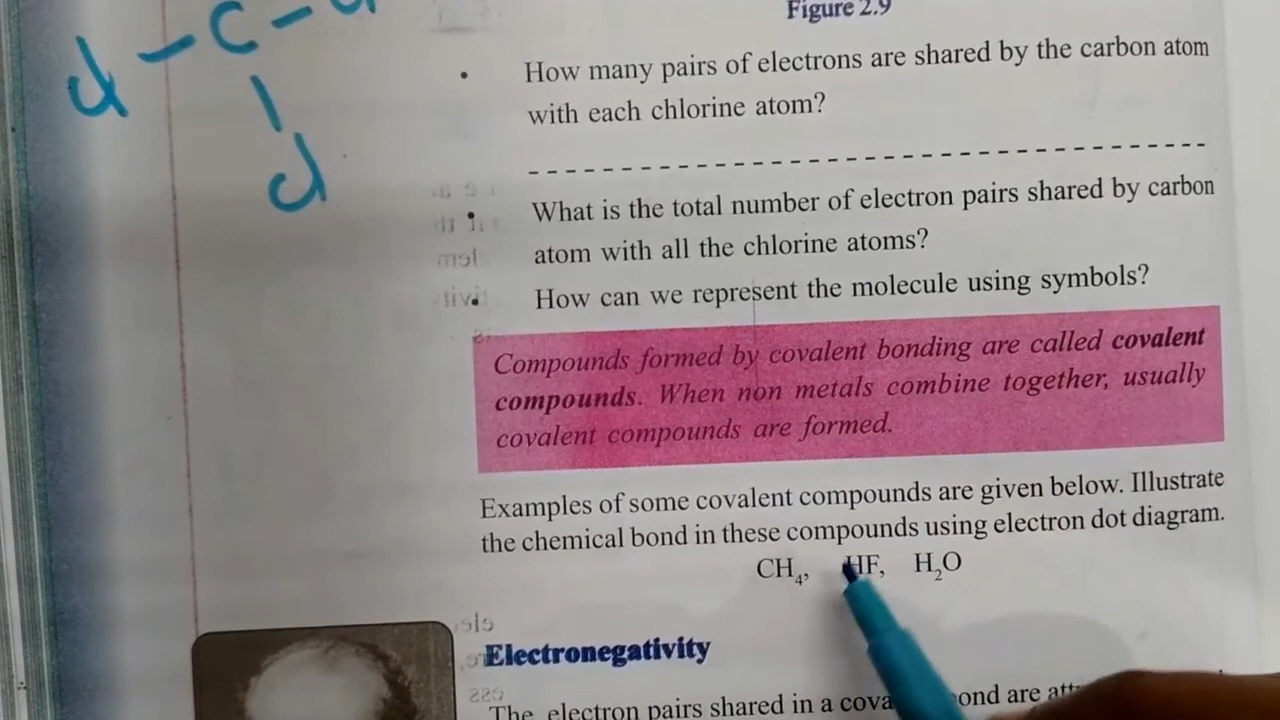 Figure 2.9
Cl – C – Cl
Cl
• How many pairs of electrons are shared by the carbon atom
with each chlorine atom?
• What is the total number of electron pairs shared by carbon
atom with all the chlorine atoms?
• How can we represent the molecule using symbols?
Compounds formed by covalent bonding are called covalent
compounds. When non metals combine together, usually
covalent compounds are formed.
Examples of some covalent compounds are given below. Illustrate
the chemical bond in these compounds using electron dot diagram.
CH₄, HF, H₂O
Electronegativity
The electron pairs shared in a